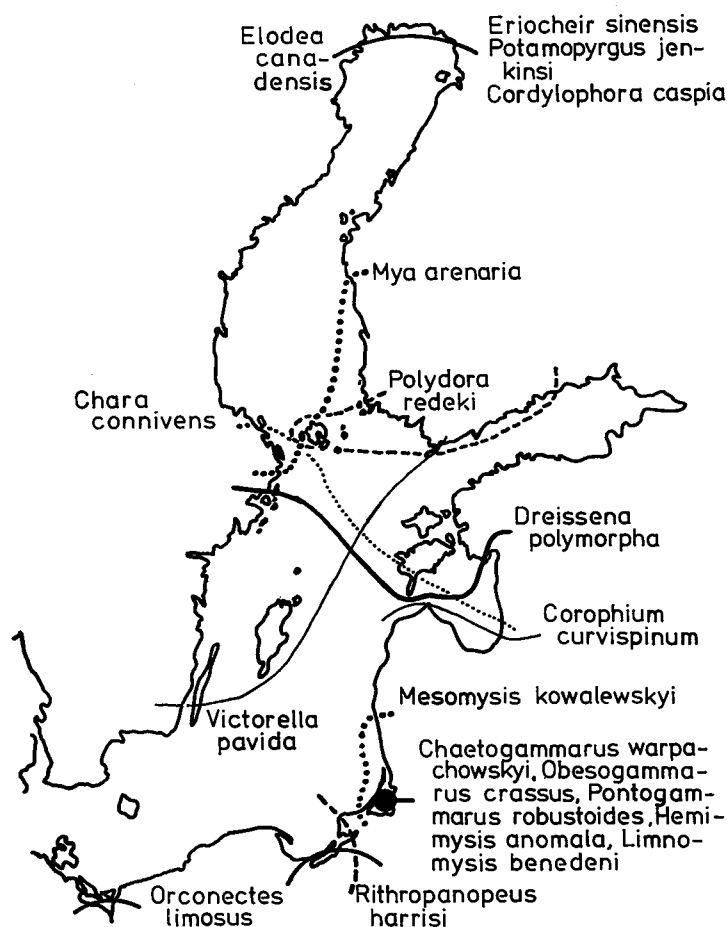 Elodea
cana-
densis
Eriocheir sinensis
Potamopyrgus jen-
kinsi
Cordylophora caspia
Mya arenaria
Polydora
redeki
Chara
connivens
Dreissena
polymorpha
Corophium
curvispinum
Mesomysis kowalewskyi
Victorella
pavida
Chaetogammarus warpa-
chowskyi, Obesogamma-
rus crassus, Pontogam-
marus robustoides, Hemi-
mysis anomala, Limno-
mysis benedeni
Orconectes
limosus
Rithropanopeus
harrisi